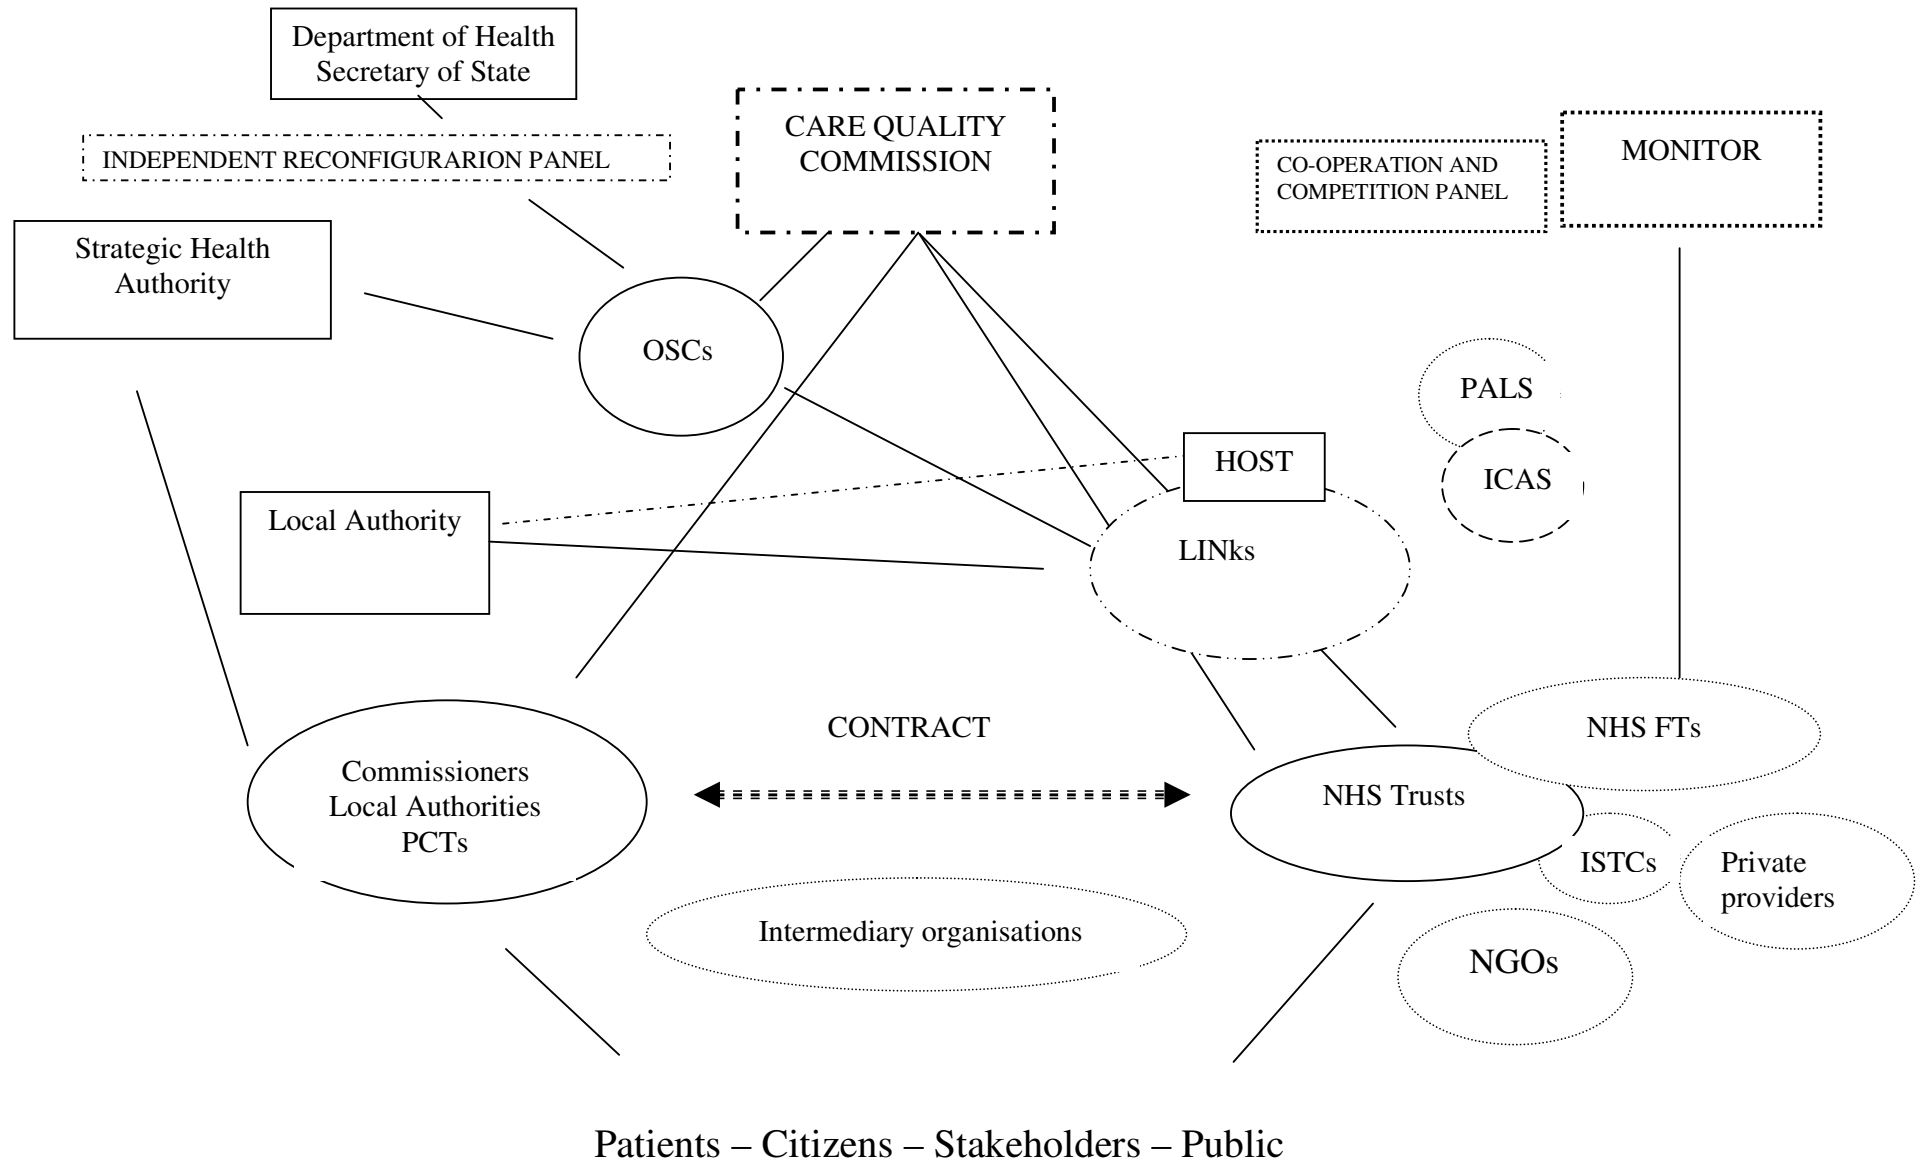 Department of Health
Secretary of State
CARE QUALITY
COMMISSION
INDEPENDENT RECONFIGURARION PANEL
CO-OPERATION AND
COMPETITION PANEL
MONITOR
Strategic Health
Authority
OSCs
PALS
HOST
ICAS
Local Authority
LINks
CONTRACT
NHS FTs
Commissioners
Local Authorities
PCTs
NHS Trusts
ISTCs
Private
providers
Intermediary organisations
NGOs
Patients – Citizens – Stakeholders – Public